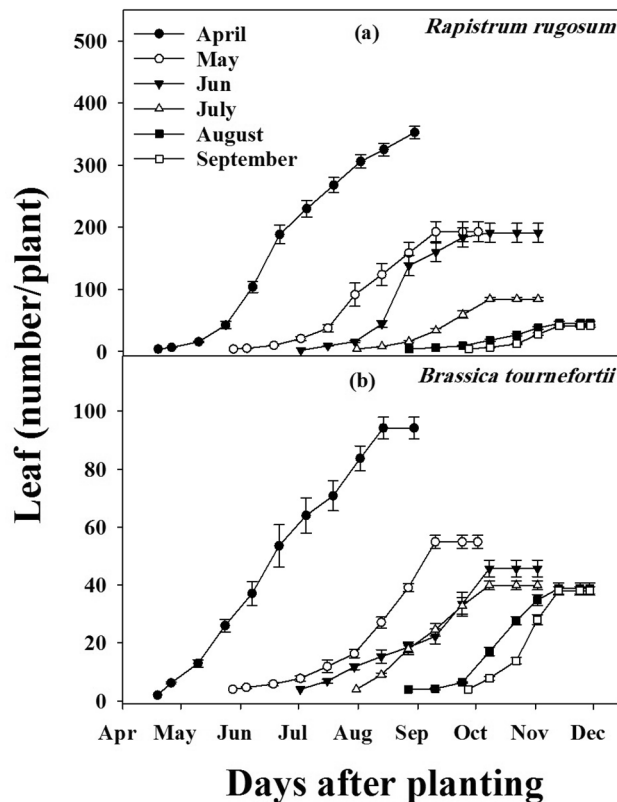 500
400
300
200
100
0
April
May
Jun
July
August
September
(a)
Rapistrum rugosum
Leaf (number/plant)
100
80
60
40
20
0
(b)
Brassica tournefortii
Apr May Jun Jul Aug Sep Oct Nov Dec
Days after planting